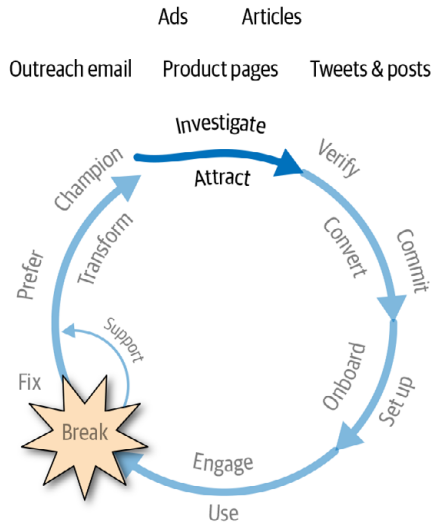 Ads Articles
Outreach email Product pages Tweets & posts
Investigate
Attract
Verify
Champion
Convert
Commit
Transform
Prefer
Support
Onboard
Set up
Fix
Break
Engage
Use